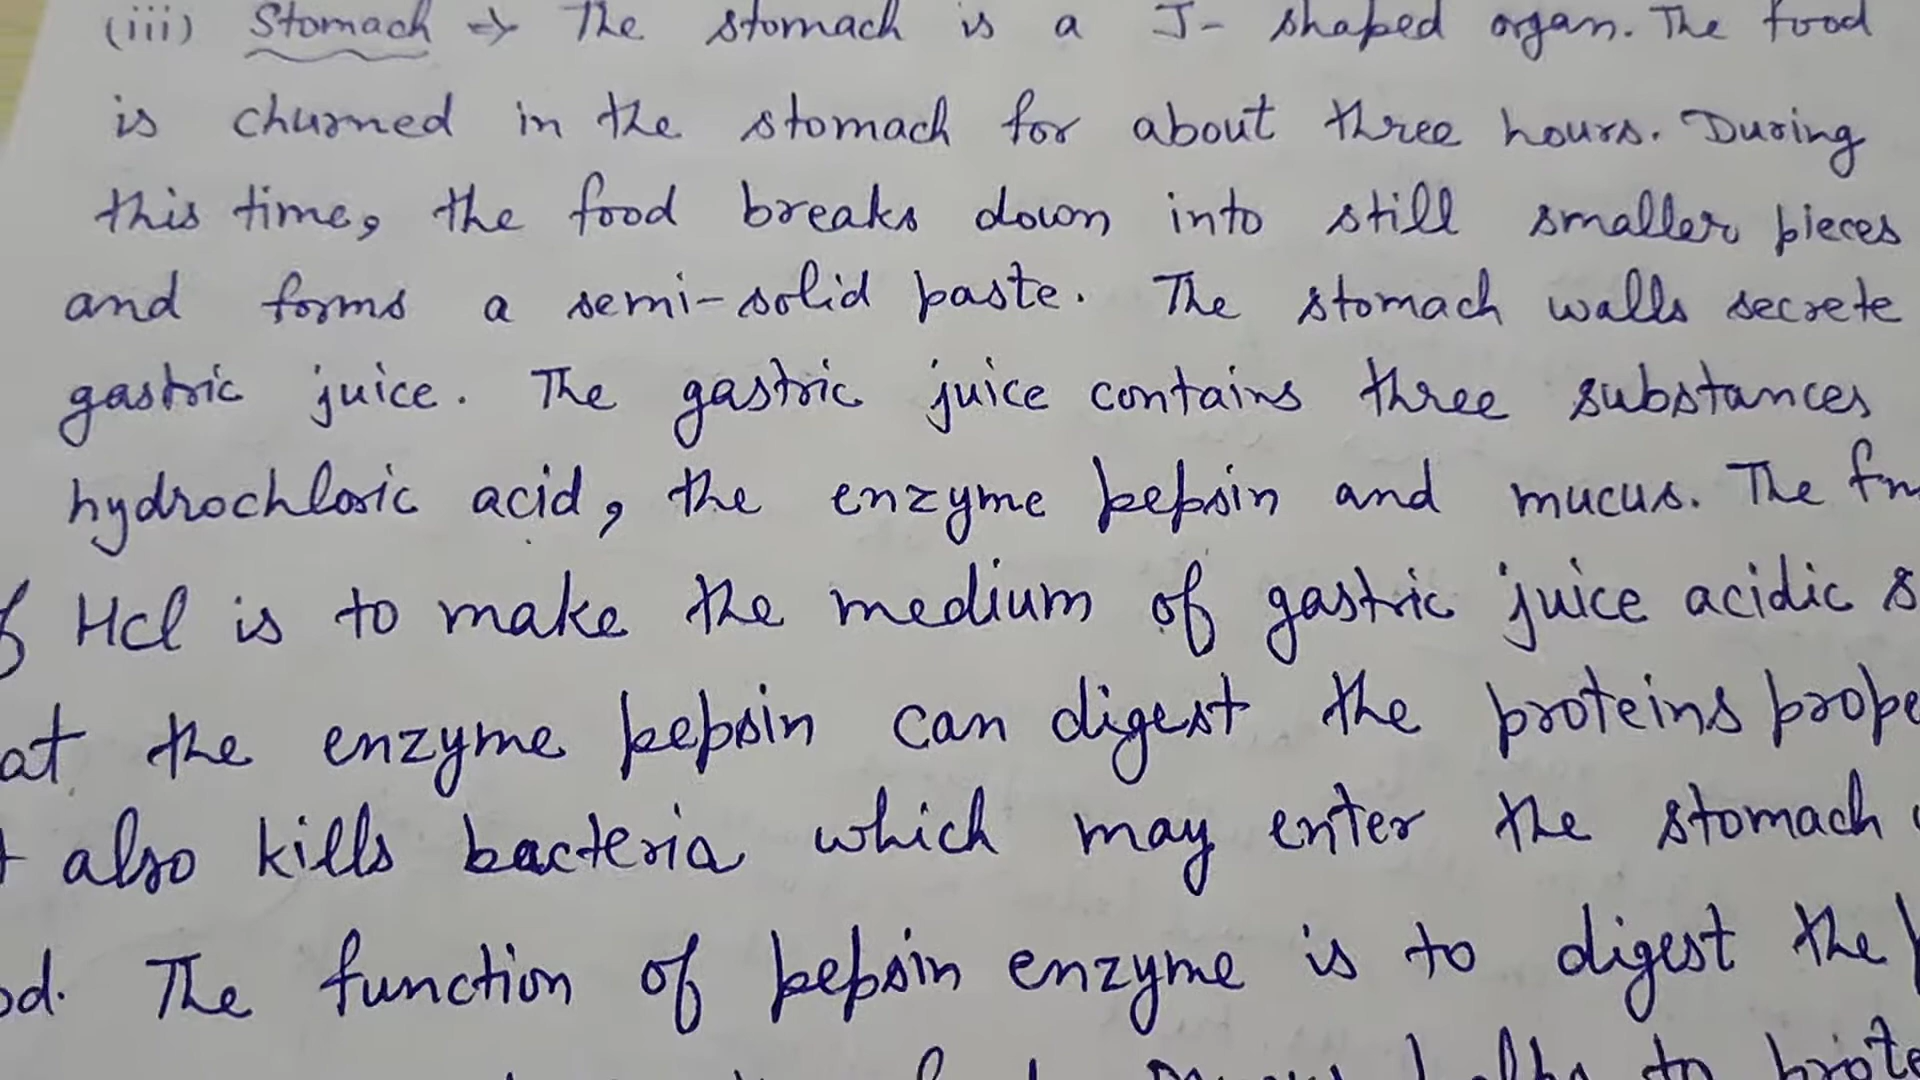 (iii) Stomach → The stomach is a J- shaped organ. The food
is churned in the stomach for about three hours. During
this time, the food breaks down into still smaller pieces
and forms a semi-solid paste. The stomach walls secrete
gastric juice. The gastric juice contains three substances
hydrochloric acid, the enzyme pepsin and mucus. The
HCl is to make the medium of gastric juice acidic
the enzyme pepsin can digest the proteins
also kills bacteria which may enter the stomach
The function of pepsin enzyme is to digest the
helps to